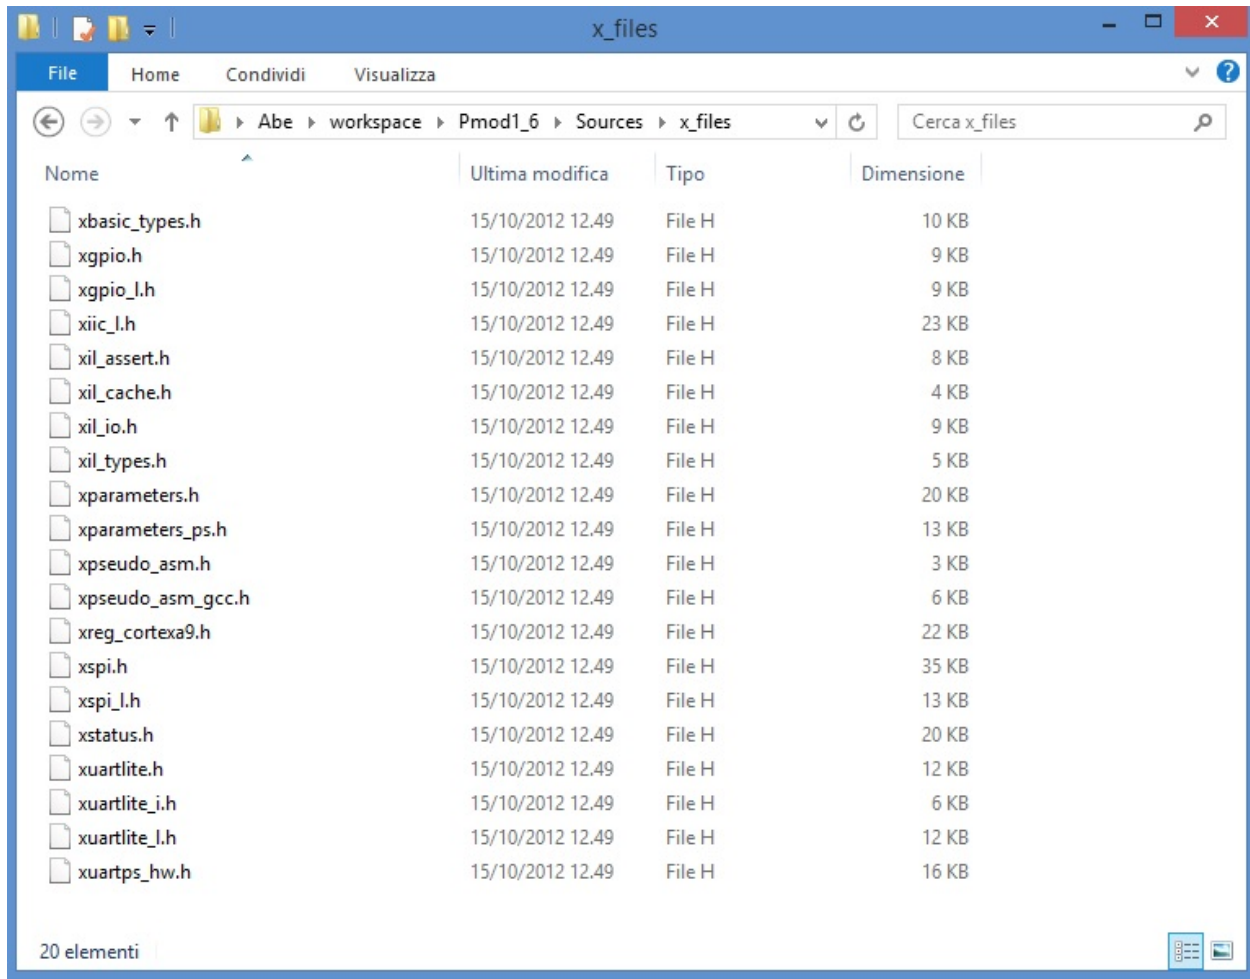 x_files
File Home Condividi Visualizza
Abe workspace Pmod1_6 Sources x_files Cerca x_files
Nome Ultima modifica Tipo Dimensione
xbasic_types.h 15/10/2012 12.49 File H 10 KB
xgpio.h 15/10/2012 12.49 File H 9 KB
xgpio_l.h 15/10/2012 12.49 File H 9 KB
xiic_l.h 15/10/2012 12.49 File H 23 KB
xil_assert.h 15/10/2012 12.49 File H 8 KB
xil_cache.h 15/10/2012 12.49 File H 4 KB
xil_io.h 15/10/2012 12.49 File H 9 KB
xil_types.h 15/10/2012 12.49 File H 5 KB
xparameters.h 15/10/2012 12.49 File H 20 KB
xparameters_ps.h 15/10/2012 12.49 File H 13 KB
xpseudo_asm.h 15/10/2012 12.49 File H 3 KB
xpseudo_asm_gcc.h 15/10/2012 12.49 File H 6 KB
xreg_cortexa9.h 15/10/2012 12.49 File H 22 KB
xspi.h 15/10/2012 12.49 File H 35 KB
xspi_l.h 15/10/2012 12.49 File H 13 KB
xstatus.h 15/10/2012 12.49 File H 20 KB
xuartlite.h 15/10/2012 12.49 File H 12 KB
xuartlite_i.h 15/10/2012 12.49 File H 6 KB
xuartlite_l.h 15/10/2012 12.49 File H 12 KB
xuartps_hw.h 15/10/2012 12.49 File H 16 KB
20 elementi